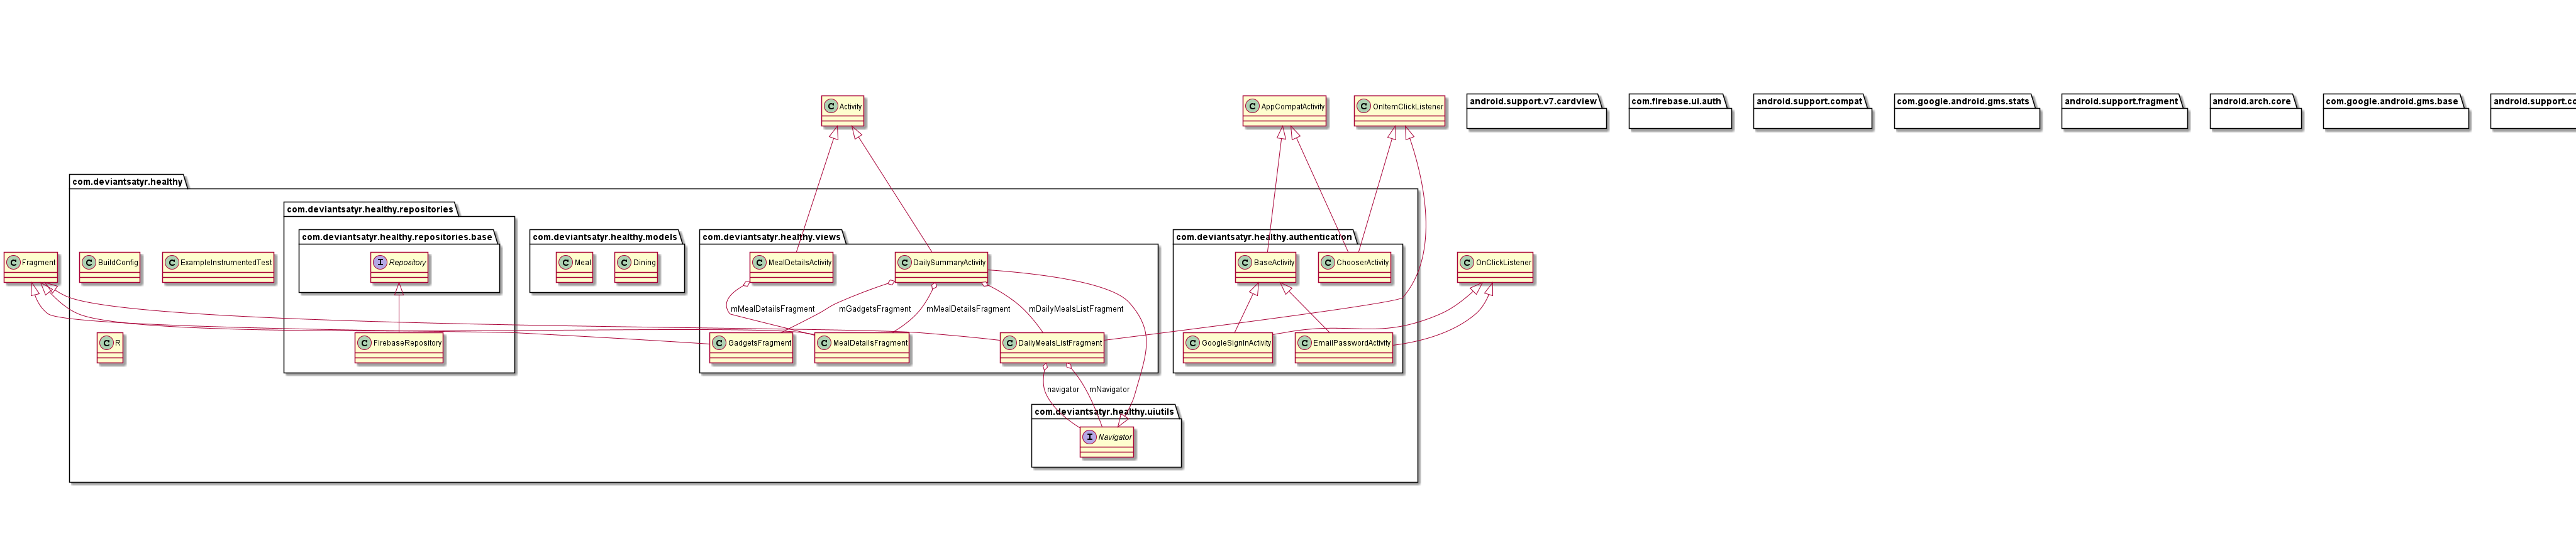 C Activity
C AppCompatActivity
C OnItemClickListener
android.support.v7.cardview
com.firebase.ui.auth
android.support.compat
com.google.android.gms.stats
android.support.fragment
android.arch.core
com.google.android.gms.base
android.support.co
com.deviantsatyr.healthy
com.deviantsatyr.healthy.repositories
com.deviantsatyr.healthy.repositories.base
com.deviantsatyr.healthy.models
com.deviantsatyr.healthy.views
com.deviantsatyr.healthy.authentication
C Fragment
C BuildConfig
C ExampleInstrumentedTest
I Repository
C Meal
C Dining
C MealDetailsActivity
C DailySummaryActivity
C BaseActivity
C ChooserActivity
C OnClickListener
mMealDetailsFragment
mGadgetsFragment
mMealDetailsFragment
mDailyMealsListFragment
C R
C FirebaseRepository
C GadgetsFragment
C MealDetailsFragment
C DailyMealsListFragment
C GoogleSignInActivity
C EmailPasswordActivity
navigator
mNavigator
com.deviantsatyr.healthy.uiutils
I Navigator